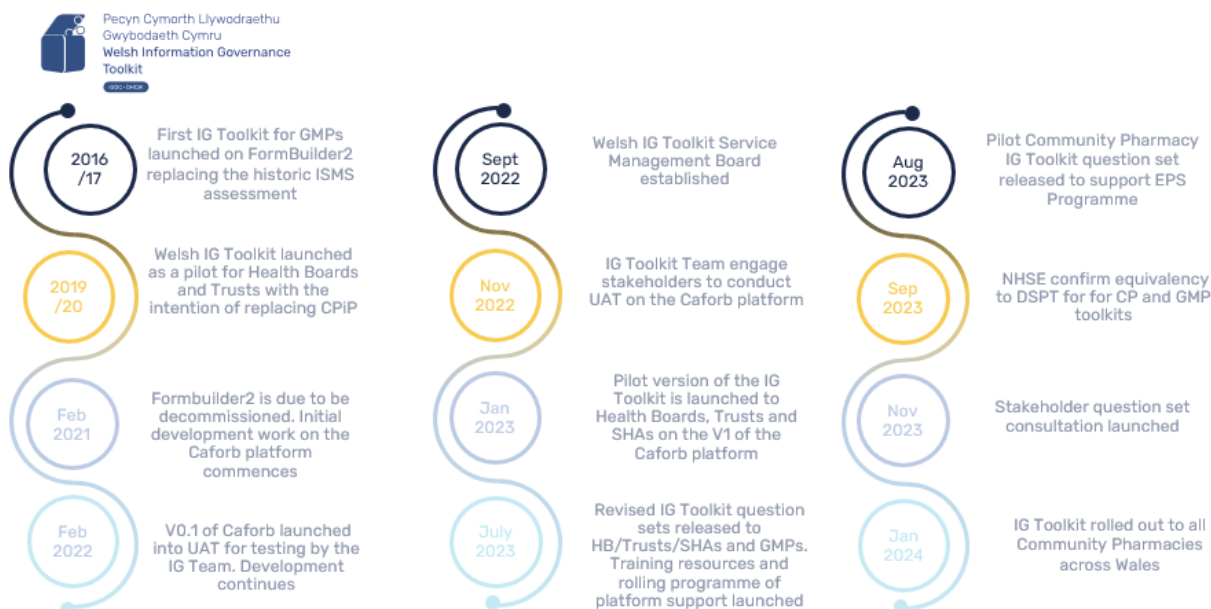 Pecyn Cymorth Llywodraethu
Gwybodaeth Cymru
Welsh Information Governance
Toolkit
2016
/17
First IG Toolkit for GMPs
launched on FormBuilder2
replacing the historic ISMS
assessment
2019
/20
Welsh IG Toolkit launched
as a pilot for Health Boards
and Trusts with the
intention of replacing CPiP
Feb
2021
Formbuilder2 is due to be
decommissioned. Initial
development work on the
Caforb platform
commences
Feb
2022
V0.1 of Caforb launched
into UAT for testing by the
IG Team. Development
continues
Sept
2022
Welsh IG Toolkit Service
Management Board
established
Nov
2022
IG Toolkit Team engage
stakeholders to conduct
UAT on the Caforb platform
Jan
2023
Pilot version of the IG
Toolkit is launched to
Health Boards, Trusts and
SHAs on the V1 of the
Caforb platform
July
2023
Revised IG Toolkit question
sets released to
HB/Trusts/SHAs and GMPs.
Training resources and
rolling programme of
platform support launched
Aug
2023
Pilot Community Pharmacy
IG Toolkit question set
released to support EPS
Programme
Sep
2023
NHSE confirm equivalency
to DSPT for for CP and GMP
toolkits
Nov
2023
Stakeholder question set
consultation launched
Jan
2024
IG Toolkit rolled out to all
Community Pharmacies
across Wales